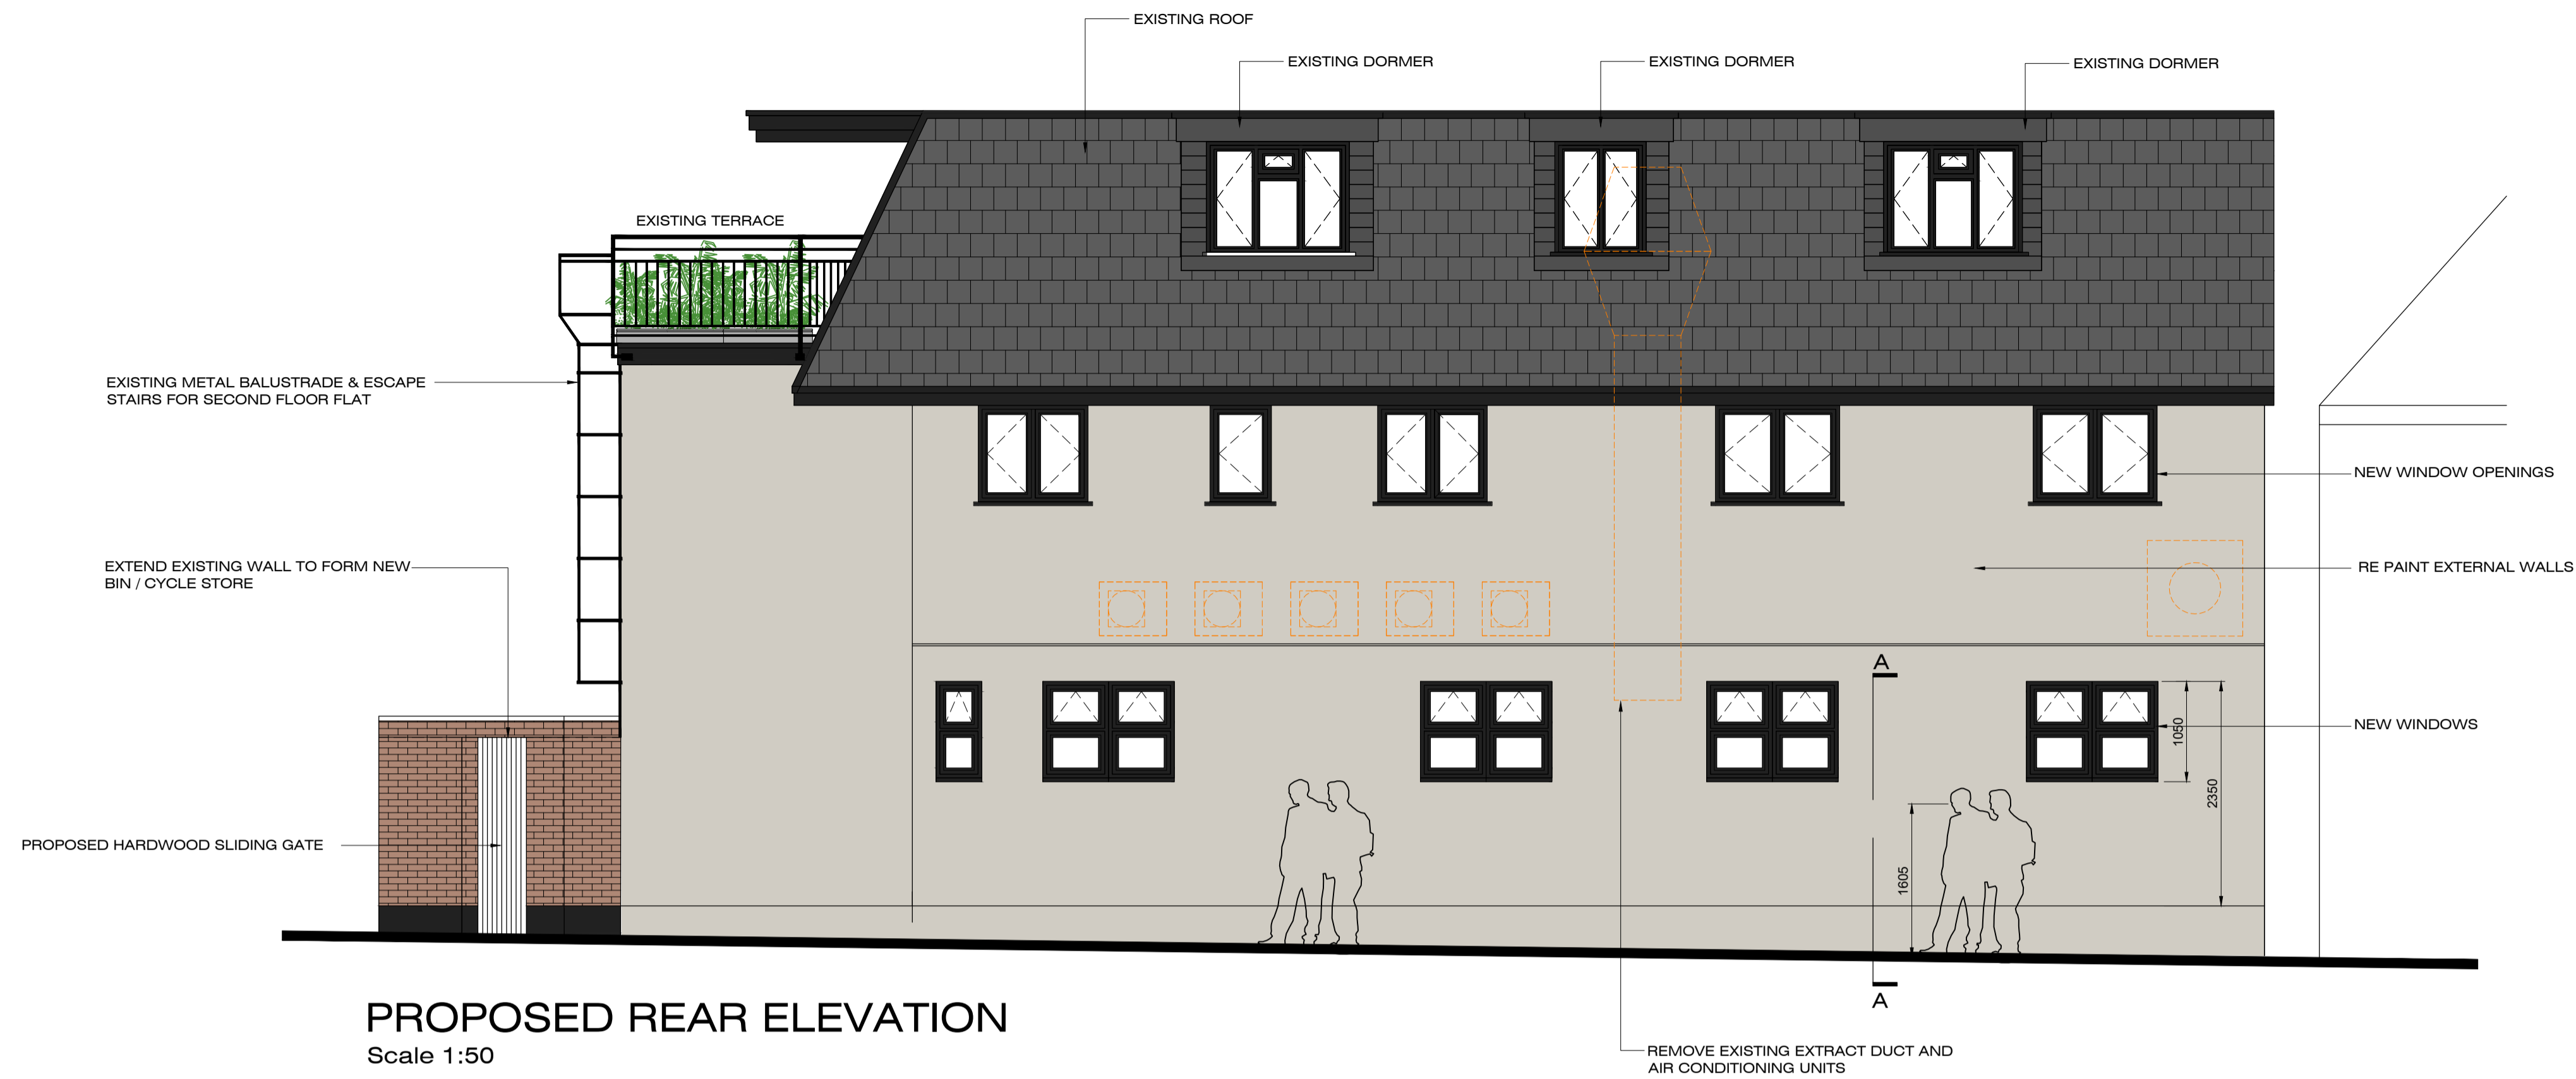 EXISTING ROOF
EXISTING DORMER
EXISTING DORMER
EXISTING DORMER
EXISTING TERRACE
EXISTING METAL BALUSTRADE & ESCAPE
STAIRS FOR SECOND FLOOR FLAT
NEW WINDOW OPENINGS
EXTEND EXISTING WALL TO FORM NEW
BIN / CYCLE STORE
RE PAINT EXTERNAL WALLS
A
NEW WINDOWS
1050
2350
PROPOSED HARDWOOD SLIDING GATE
1605
A
PROPOSED REAR ELEVATION
Scale 1:50
REMOVE EXISTING EXTRACT DUCT AND
AIR CONDITIONING UNITS